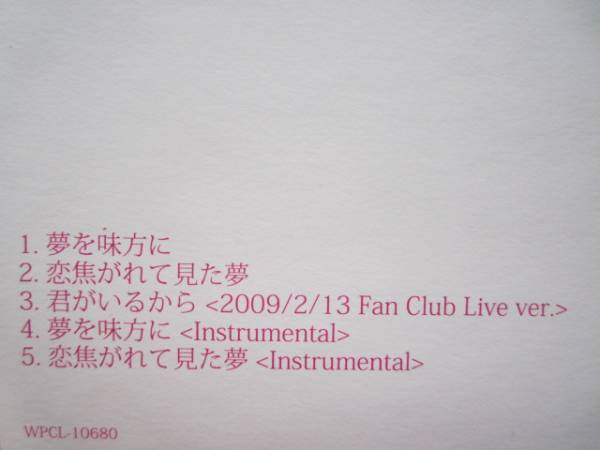 1. 夢を味方に
2. 恋焦がれて見た夢
3. 君がいるから <2009/2/13 Fan Club Live ver.>
4. 夢を味方に <Instrumental>
5. 恋焦がれて見た夢 <Instrumental>
WPCL-10680